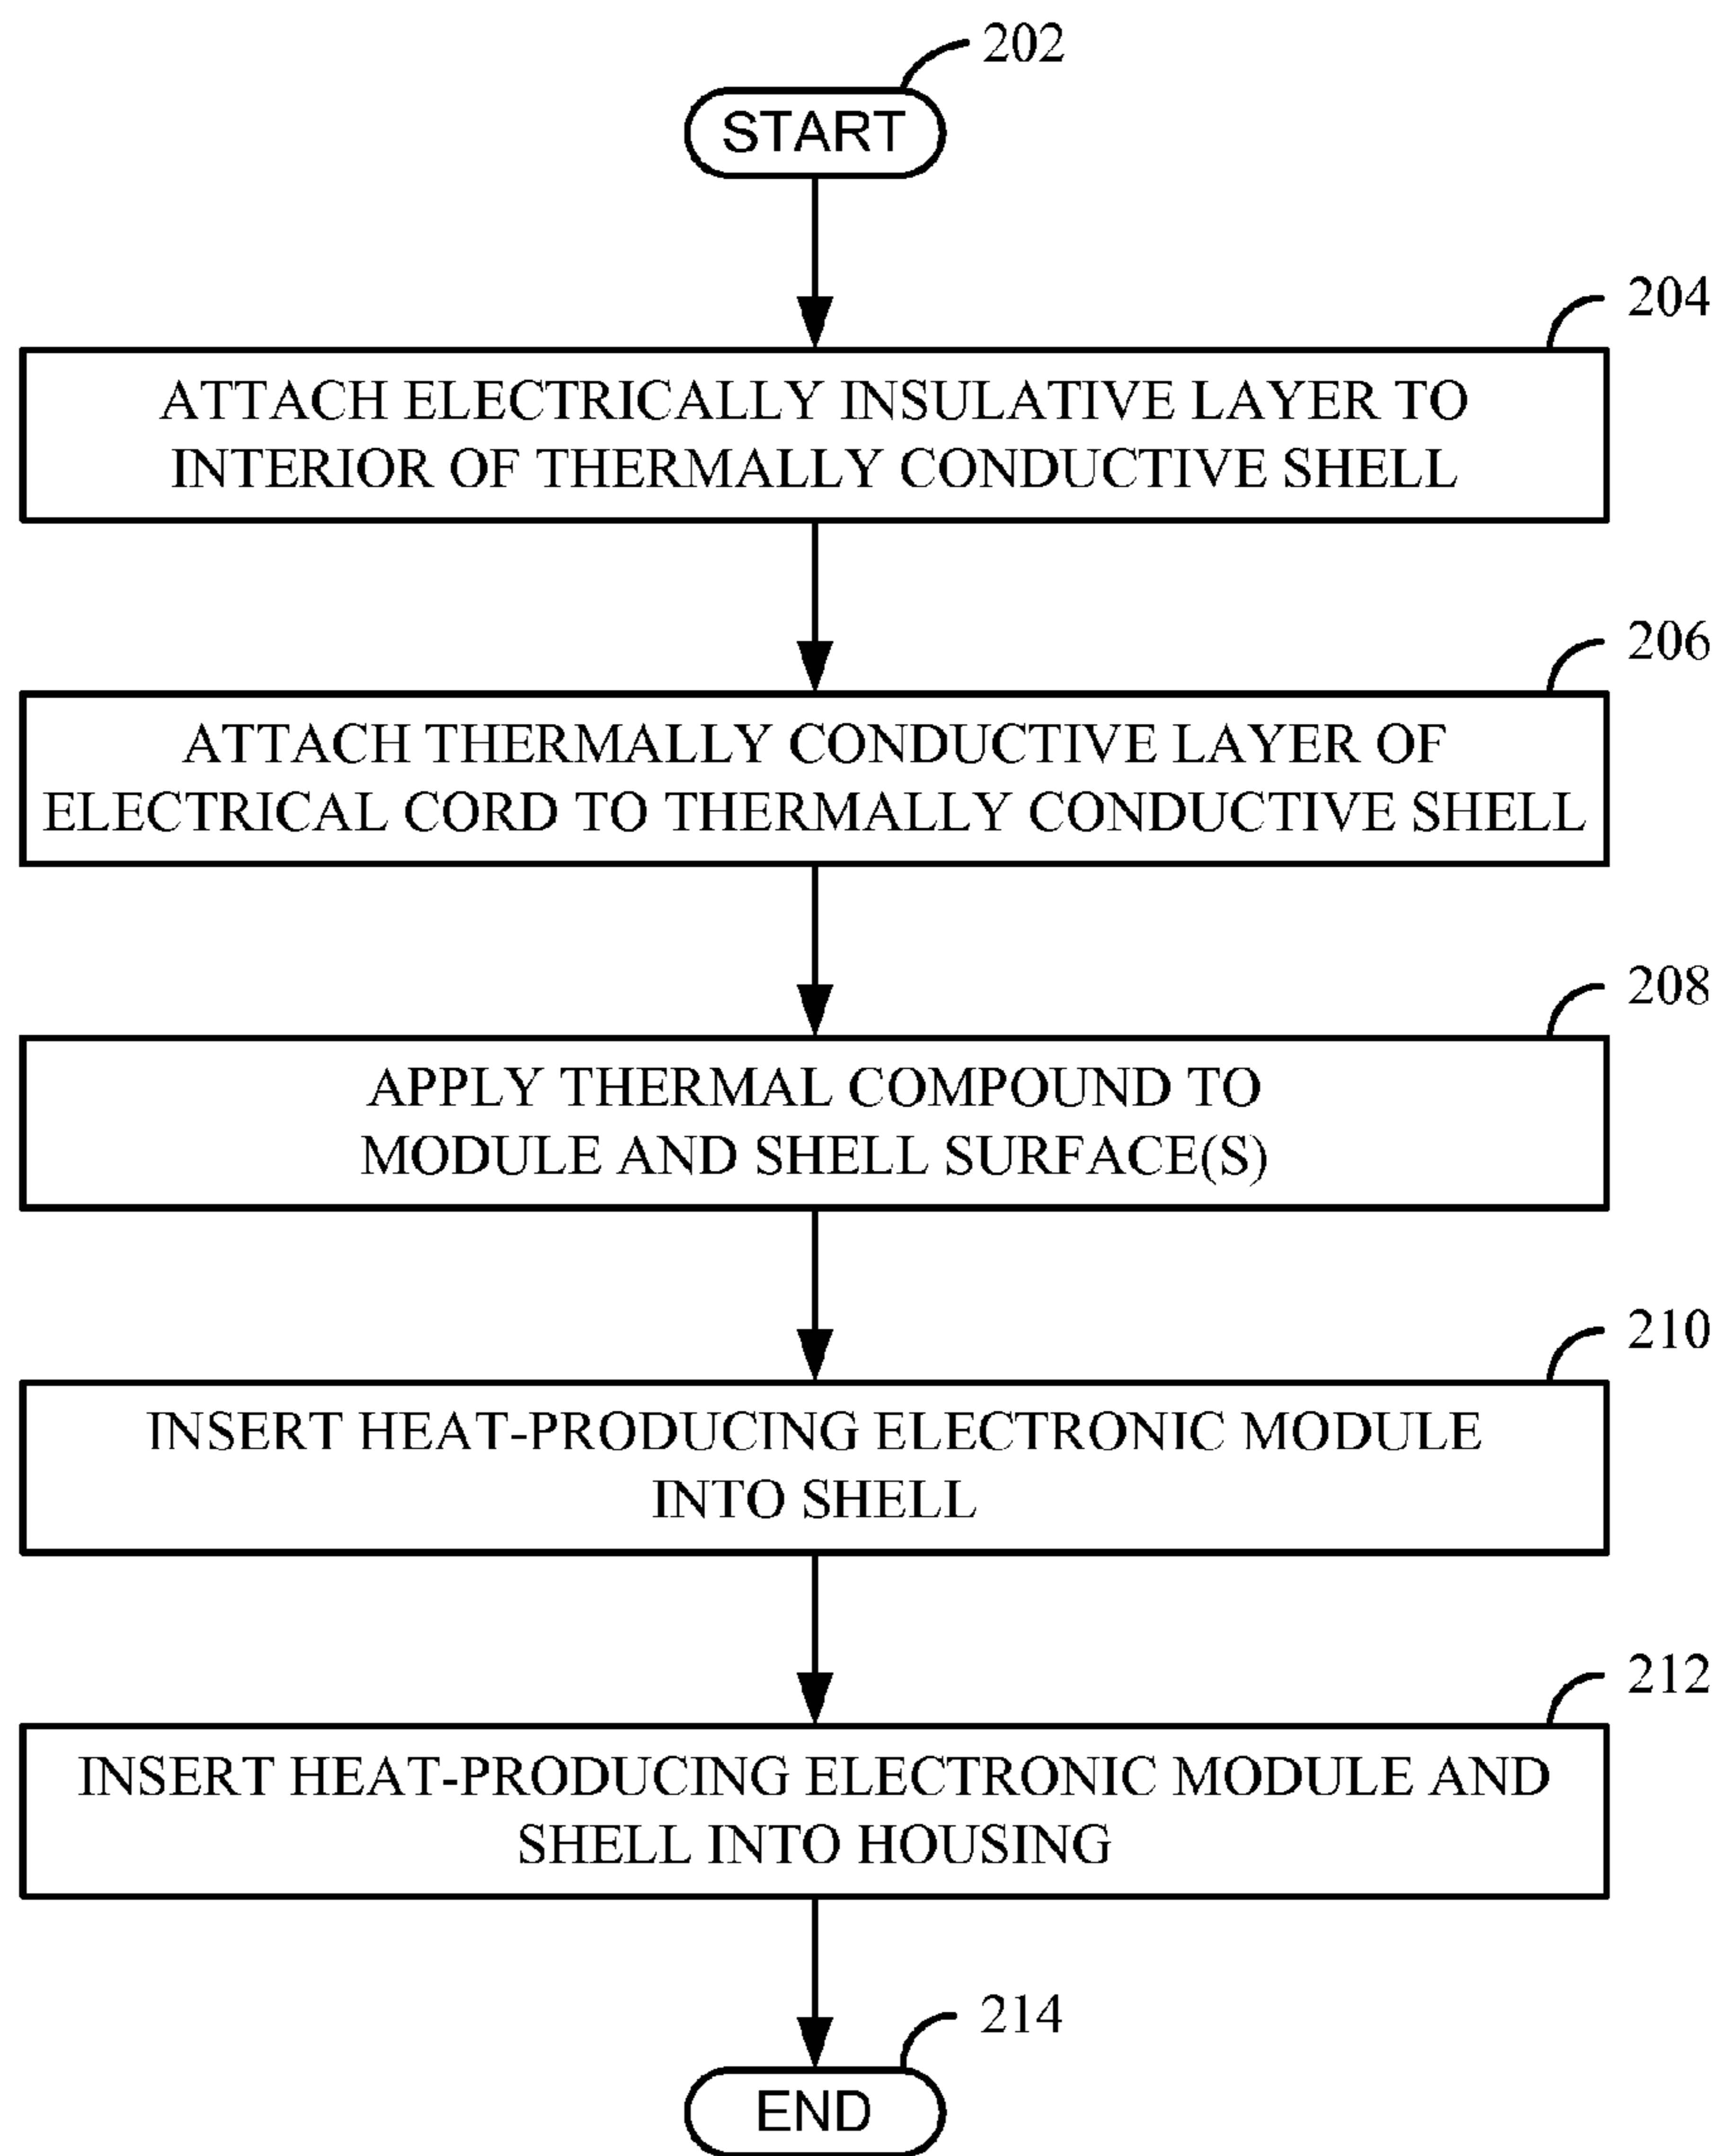 202
START
204
ATTACH ELECTRICALLY INSULATIVE LAYER TO
INTERIOR OF THERMALLY CONDUCTIVE SHELL
206
ATTACH THERMALLY CONDUCTIVE LAYER OF
ELECTRICAL CORD TO THERMALLY CONDUCTIVE SHELL
208
APPLY THERMAL COMPOUND TO
MODULE AND SHELL SURFACE(S)
210
INSERT HEAT-PRODUCING ELECTRONIC MODULE
INTO SHELL
212
INSERT HEAT-PRODUCING ELECTRONIC MODULE AND
SHELL INTO HOUSING
214
END